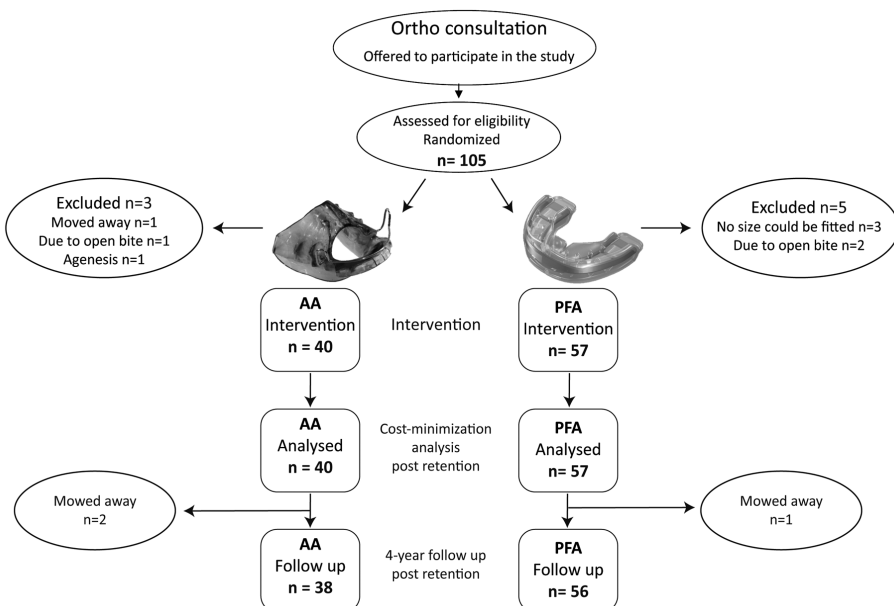 Ortho consultation
Offered to participate in the study
Assessed for eligibility
Randomized
n= 105
Excluded n=3
Moved away n=1
Due to open bite n=1
Agenesis n=1
Excluded n=5
No size could be fitted n=3
Due to open bite n=2
AA
Intervention
n = 40
Intervention
PFA
Intervention
n= 57
AA
Analysed
n = 40
Cost-minimization
analysis
post retention
PFA
Analysed
n= 57
Mowed away
n=2
Mowed away
n=1
AA
Follow up
n = 38
4-year follow up
post retention
PFA
Follow up
n= 56